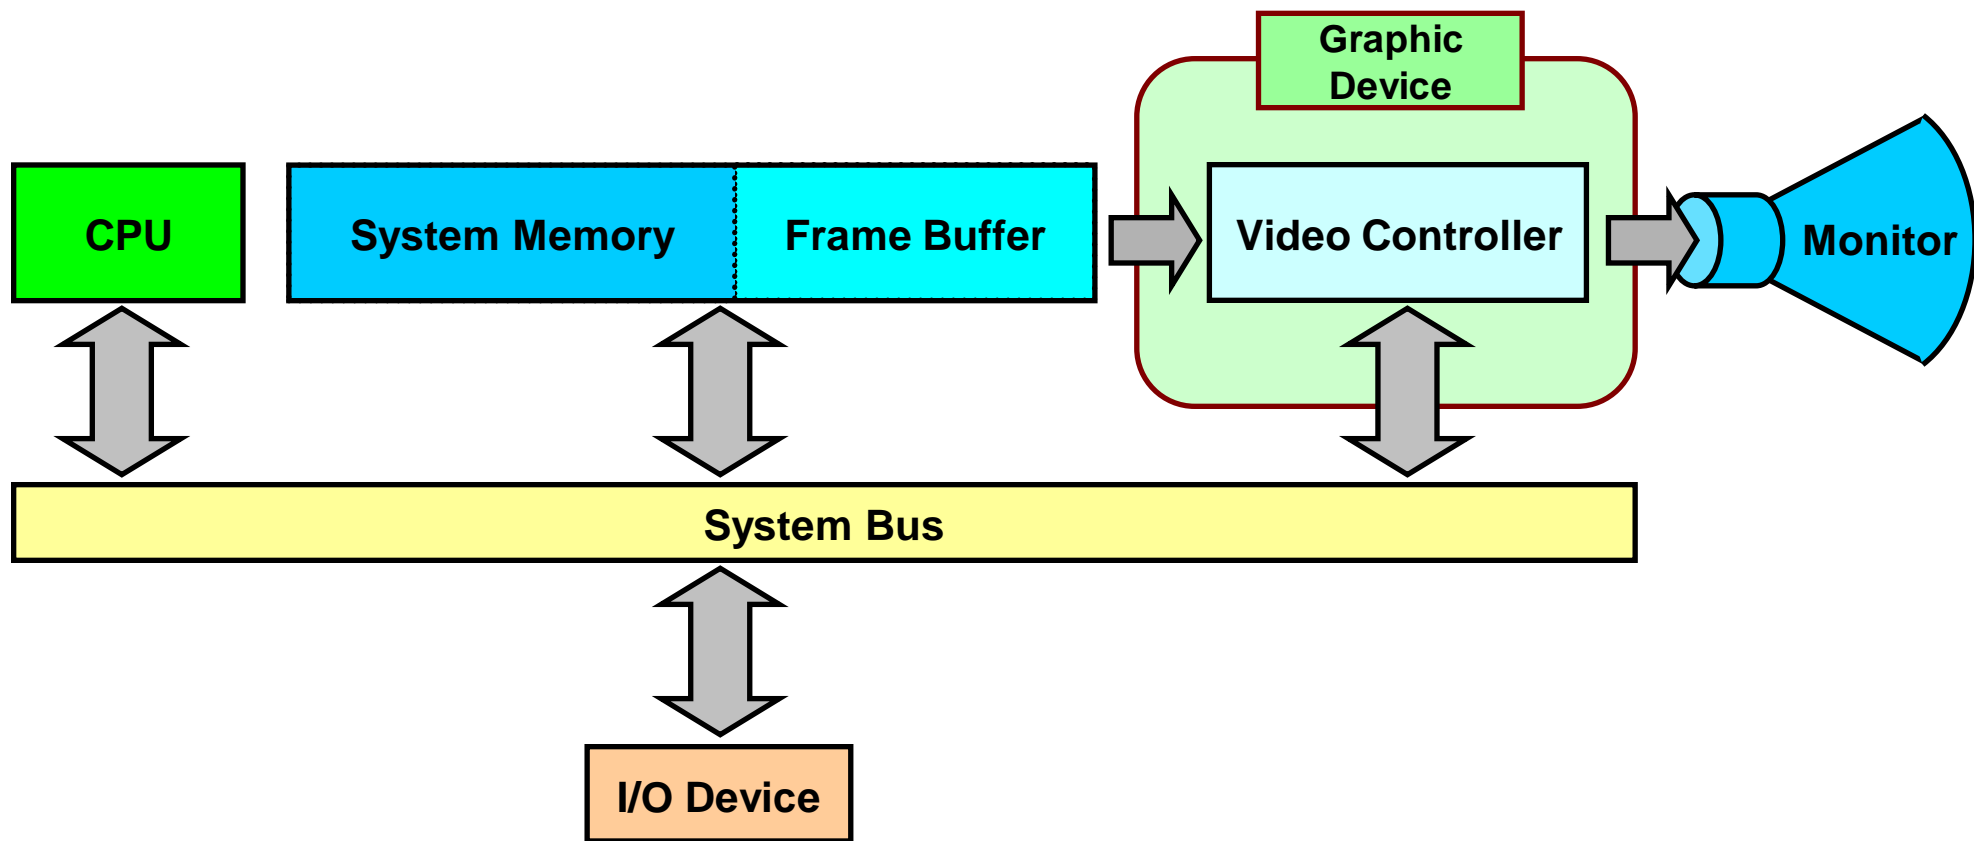 Graphic
Device
CPU
System Memory
Frame Buffer
Video Controller
Monitor
System Bus
I/O Device